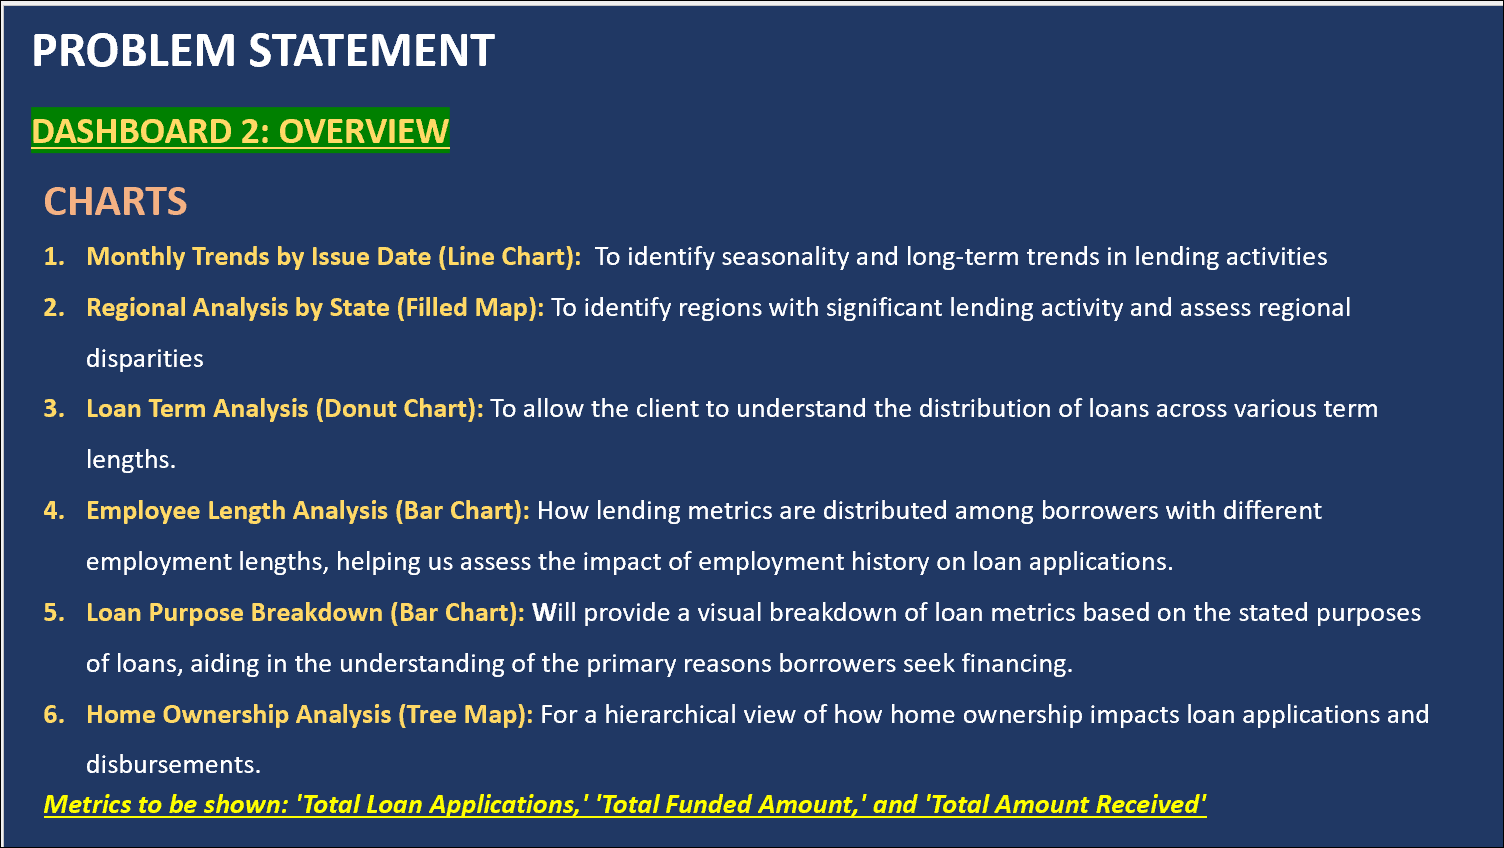 PROBLEM STATEMENT
DASHBOARD 2: OVERVIEW
CHARTS
1. Monthly Trends by Issue Date (Line Chart): To identify seasonality and long-term trends in lending activities
2. Regional Analysis by State (Filled Map): To identify regions with significant lending activity and assess regional
disparities
3. Loan Term Analysis (Donut Chart): To allow the client to understand the distribution of loans across various term
lengths.
4. Employee Length Analysis (Bar Chart): How lending metrics are distributed among borrowers with different
employment lengths, helping us assess the impact of employment history on loan applications.
5. Loan Purpose Breakdown (Bar Chart): Will provide a visual breakdown of loan metrics based on the stated purposes
of loans, aiding in the understanding of the primary reasons borrowers seek financing.
6. Home Ownership Analysis (Tree Map): For a hierarchical view of how home ownership impacts loan applications and
disbursements.
Metrics to be shown: 'Total Loan Applications,' 'Total Funded Amount,' and 'Total Amount Received'